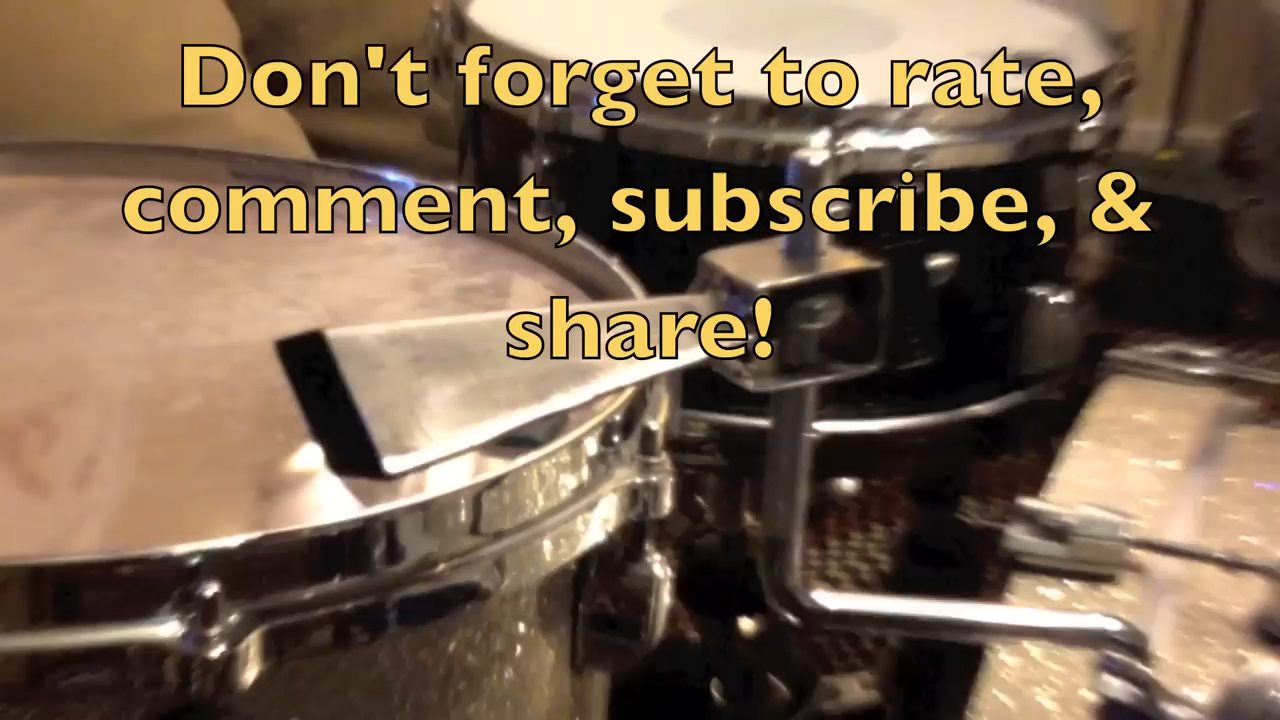 Don't forget to rate,
comment, subscribe, &
share!